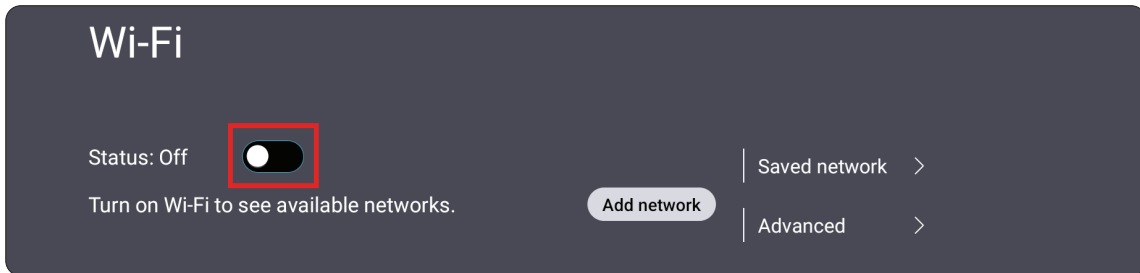 Wi-Fi
Status: Off
Turn on Wi-Fi to see available networks.
Add network
Saved network
Advanced